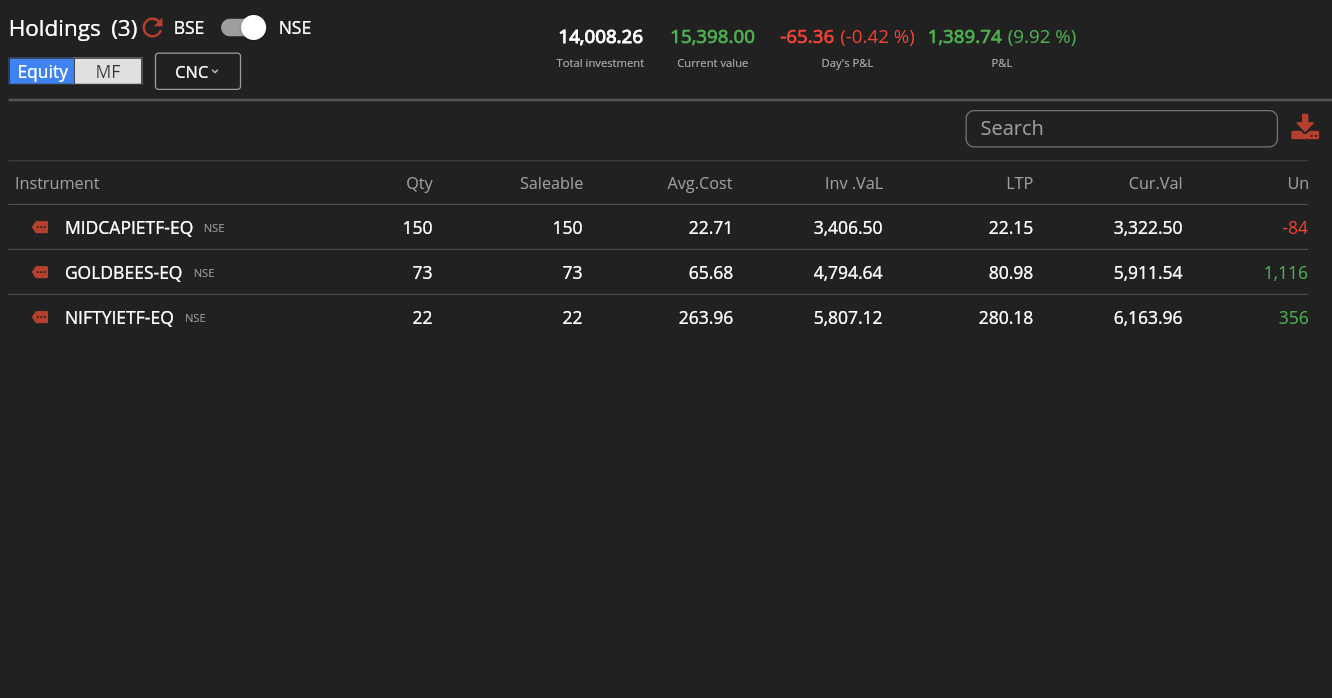 Holdings (3) BSE NSE
14,008.26 15,398.00 -65.36 (-0.42 %) 1,389.74 (9.92 %)
Total investment Current value Day's P&L P&L
Equity MF CNC
Search
Instrument Qty Saleable Avg.Cost Inv .VaL LTP Cur.Val Un
MIDCAPIETF-EQ NSE 150 150 22.71 3,406.50 22.15 3,322.50 -84
GOLDBEES-EQ NSE 73 73 65.68 4,794.64 80.98 5,911.54 1,116
NIFTYIETF-EQ NSE 22 22 263.96 5,807.12 280.18 6,163.96 356